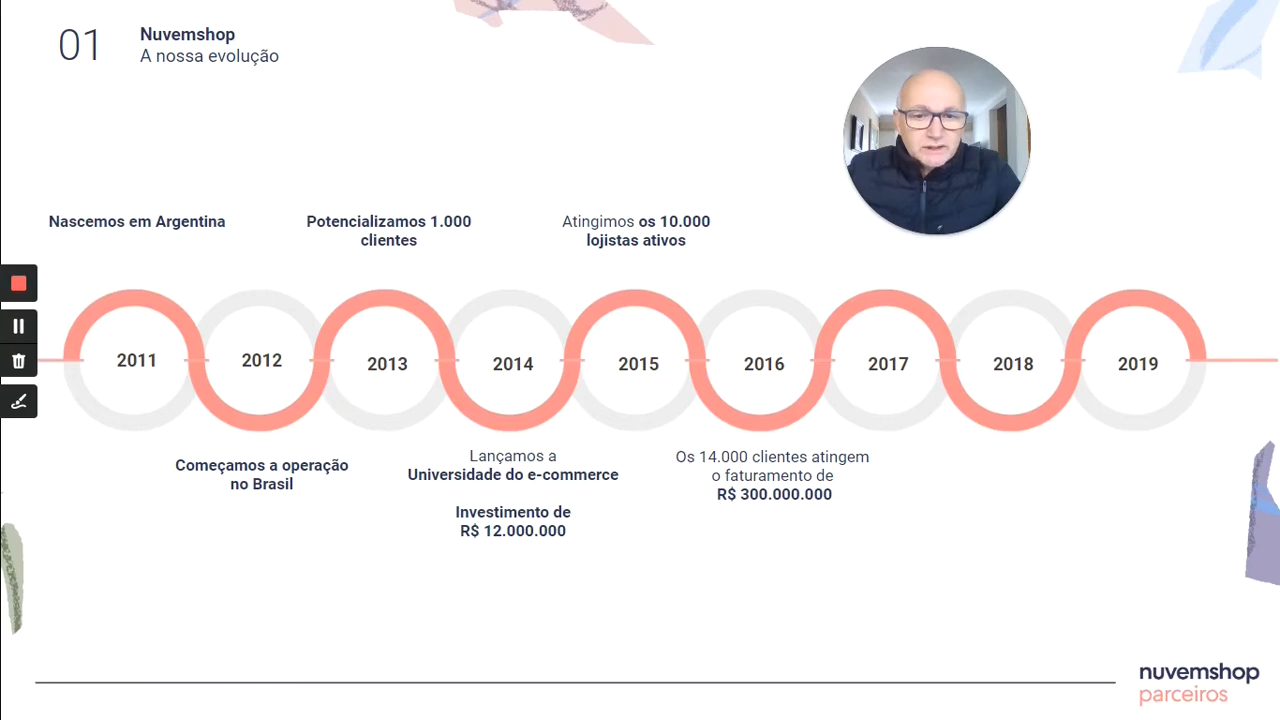 01
Nuvemshop
A nossa evolução
Nascemos em Argentina
Potencializamos 1.000
clientes
Atingimos os 10.000
lojistas ativos
2011
2012
2013
2014
2015
2016
2017
2018
2019
Começamos a operação
no Brasil
Lançamos a
Universidade do e-commerce
Investimento de
R$ 12.000.000
Os 14.000 clientes atingem
o faturamento de
R$ 300.000.000
nuvemshop
parceiros